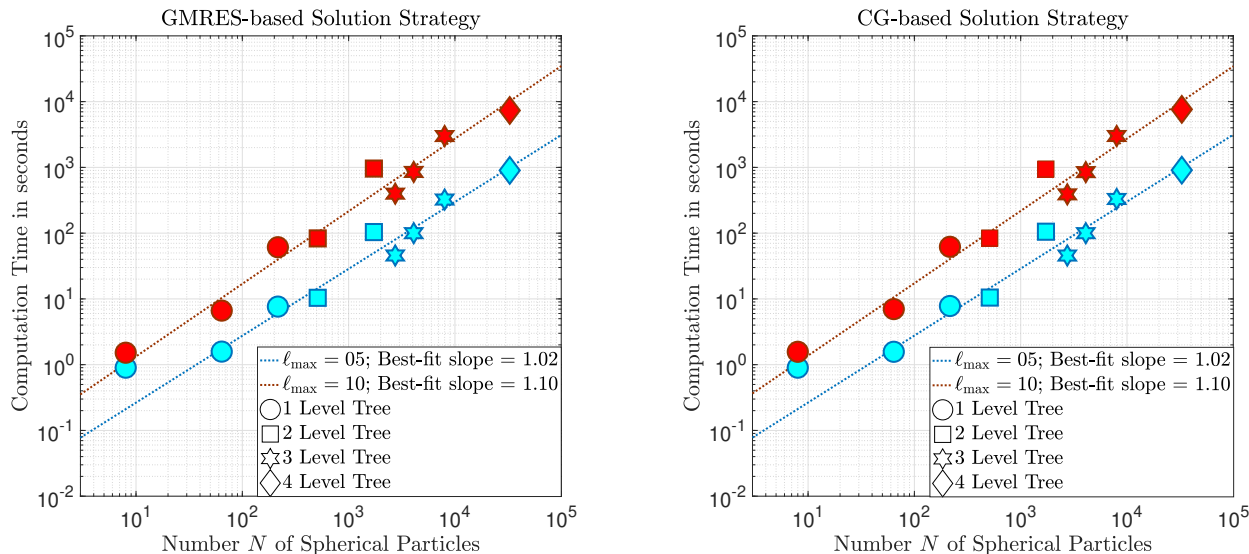 GMRES-based Solution Strategy
Computation Time in seconds
10^5
10^4
10^3
10^2
10^1
10^0
10^-1
10^-2
ℓmax = 05; Best-fit slope = 1.02
ℓmax = 10; Best-fit slope = 1.10
1 Level Tree
2 Level Tree
3 Level Tree
4 Level Tree
10^1 10^2 10^3 10^4 10^5
Number N of Spherical Particles
CG-based Solution Strategy
Computation Time in seconds
10^5
10^4
10^3
10^2
10^1
10^0
10^-1
10^-2
ℓmax = 05; Best-fit slope = 1.02
ℓmax = 10; Best-fit slope = 1.10
1 Level Tree
2 Level Tree
3 Level Tree
4 Level Tree
10^1 10^2 10^3 10^4 10^5
Number N of Spherical Particles